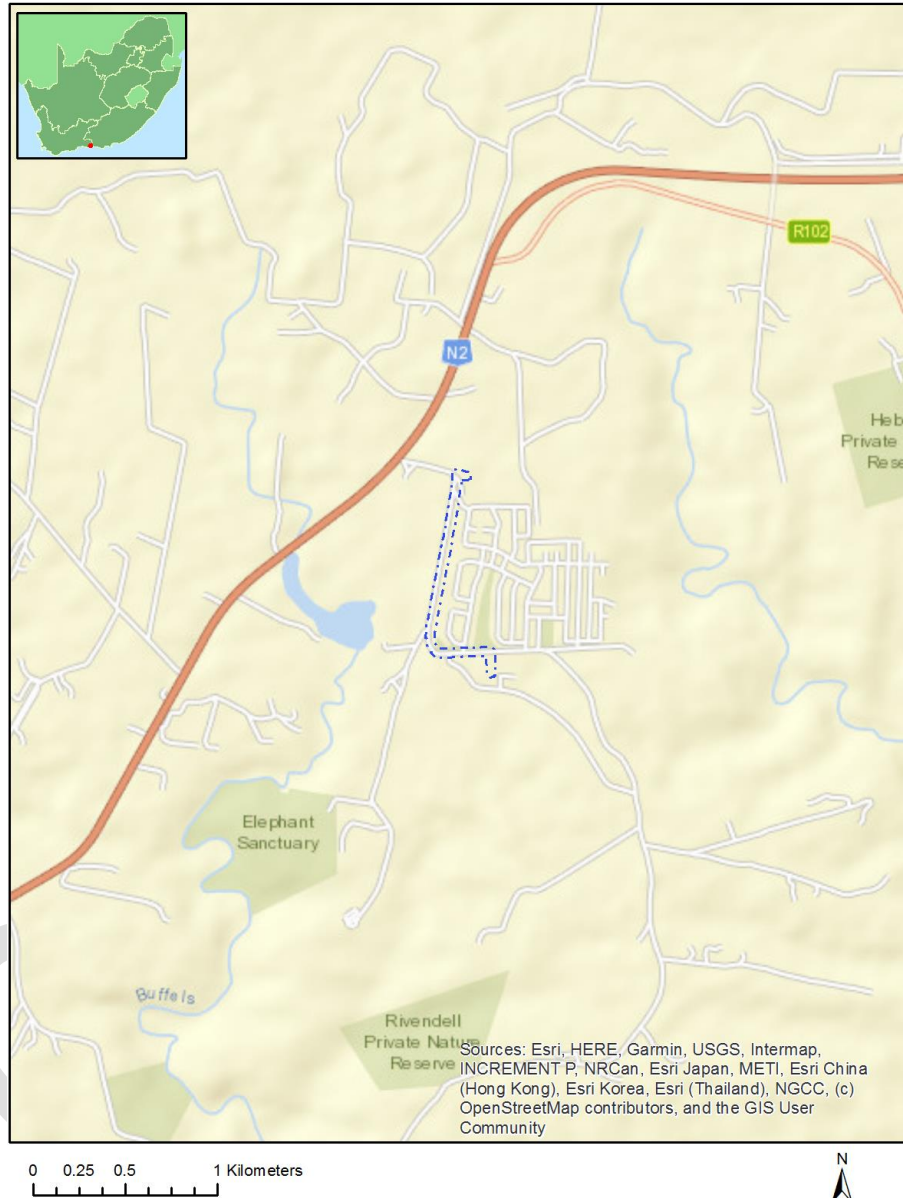 R102
N2
Heb
Private
Rese
Elephant
Sanctuary
Buffels
Rivendell
Private Nature
Reserve
Sources: Esri, HERE, Garmin, USGS, Intermap,
INCREMENT P, NRCan, Esri Japan, METI, Esri China
(Hong Kong), Esri Korea, Esri (Thailand), NGCC, (c)
OpenStreetMap contributors, and the GIS User
Community
0 0.25 0.5 1 Kilometers
N